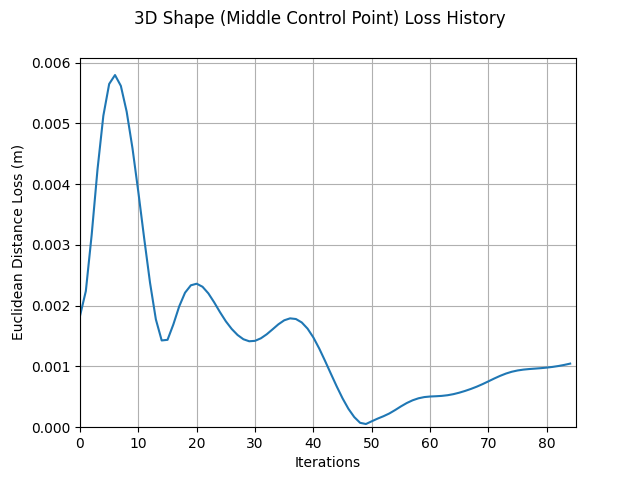 3D Shape (Middle Control Point) Loss History
0.006
0.005
0.004
0.003
0.002
0.001
0.000
Euclidean Distance Loss (m)
0 10 20 30 40 50 60 70 80
Iterations